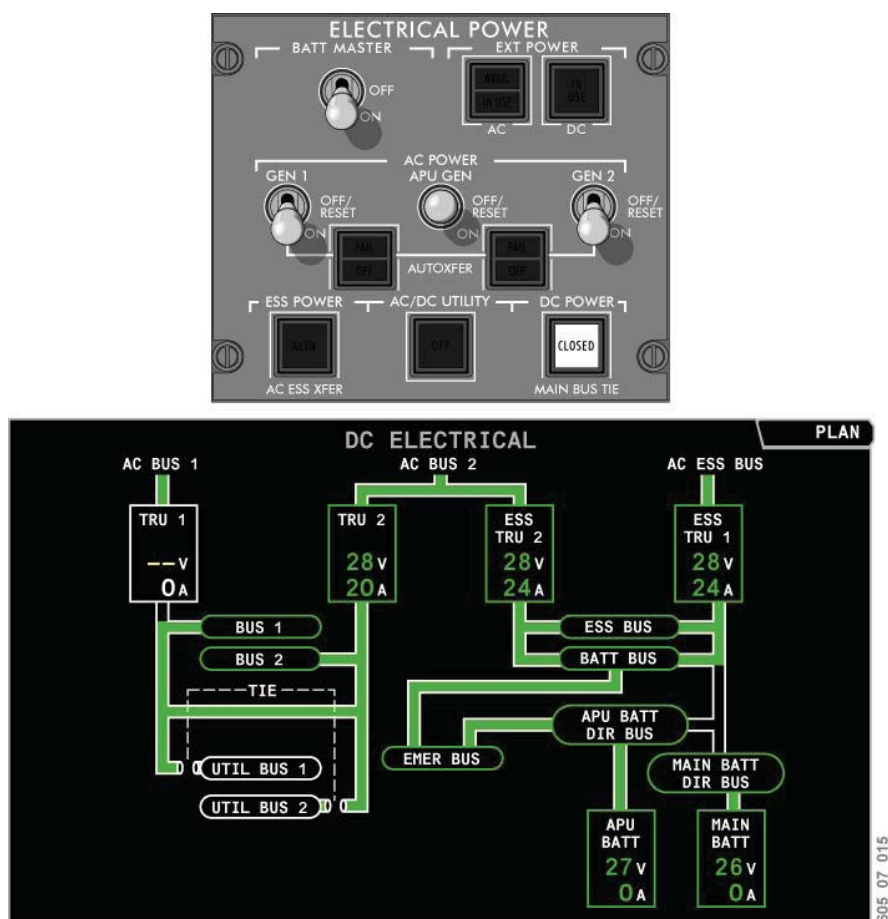 ELECTRICAL POWER
BATT MASTER
EXT POWER
OFF
ON
AVAIL
IN USE
IN
USE
AC
DC
AC POWER
GEN 1
APU GEN
GEN 2
OFF/
RESET
ON
OFF/
RESET
ON
OFF/
RESET
ON
FAIL
OFF
AUTOXFER
FAIL
OFF
ESS POWER
AC/DC UTILITY
DC POWER
ACTN
OFF
CLOSED
AC ESS XFER
MAIN BUS TIE
DC ELECTRICAL
PLAN
AC BUS 1
AC BUS 2
AC ESS BUS
TRU 1
--V
0A
TRU 2
28V
20A
ESS
TRU 2
28V
24A
ESS
TRU 1
28V
24A
BUS 1
ESS BUS
BUS 2
BATT BUS
TIE
APU BATT
DIR BUS
EMER BUS
UTIL BUS 1
MAIN BATT
DIR BUS
UTIL BUS 2
APU
BATT
27V
0A
MAIN
BATT
26V
0A